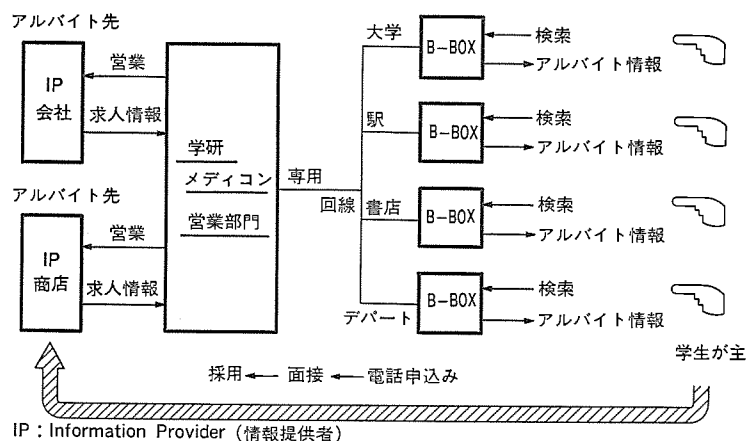 アルバイト先
IP
会社
営業
求人情報
アルバイト先
IP
商店
営業
求人情報
学研
メディコン
営業部門
専用
回線
大学
B-BOX
検索
アルバイト情報
駅
B-BOX
検索
アルバイト情報
書店
B-BOX
検索
アルバイト情報
デパート
B-BOX
検索
アルバイト情報
学生が主
採用←面接←電話申込み
IP：Information Provider（情報提供者）